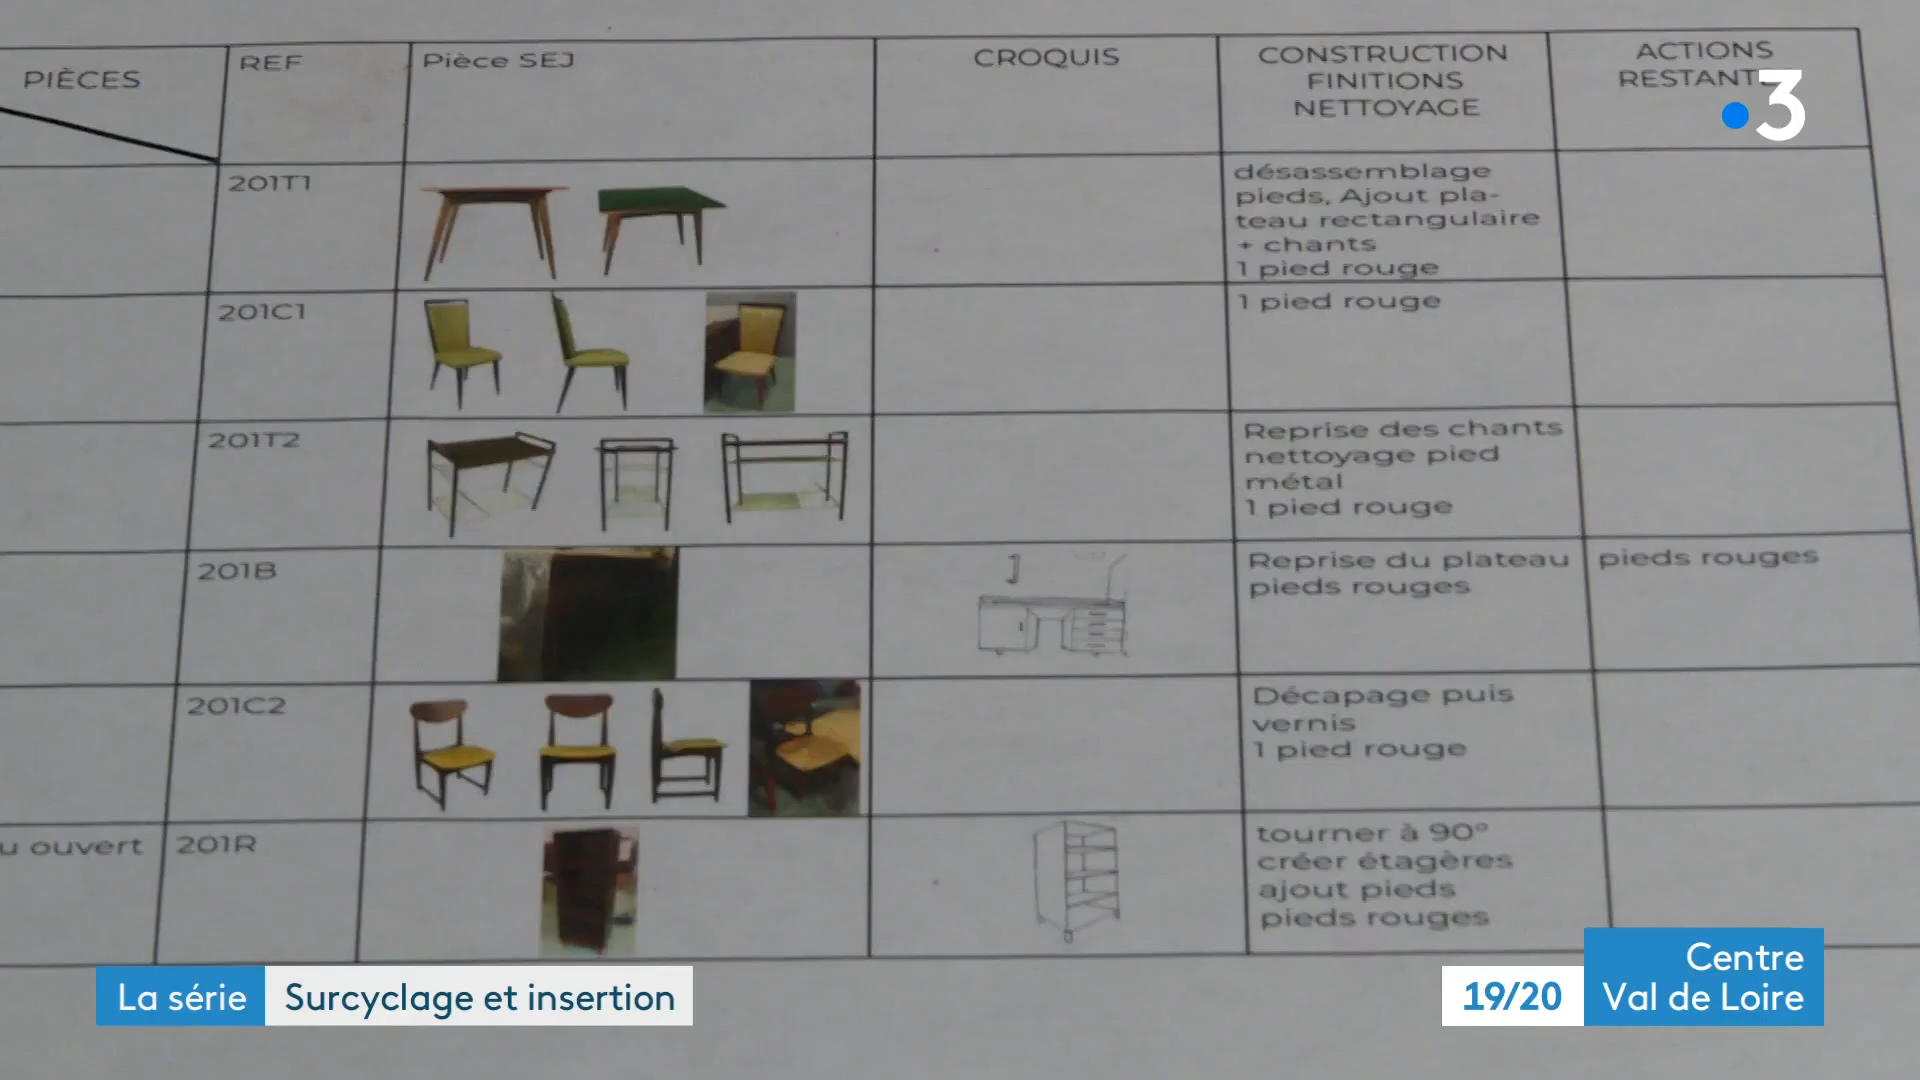 PIÈCES
REF
Pièce SEJ
CROQUIS
CONSTRUCTION
FINITIONS
NETTOYAGE
ACTIONS
RESTANT
3
201T1
désassemblage
pieds, Ajout pla-
teau rectangulaire
+ chants
1 pied rouge
201C1
1 pied rouge
201T2
Reprise des chants
nettoyage pied
métal
1 pied rouge
201B
Reprise du plateau
pieds rouges
pieds rouges
201C2
Décapage puis
vernis
1 pied rouge
u ouvert
201R
tourner à 90°
créer étagères
ajout pieds
pieds rouges
La série
Surcyclage et insertion
19/20
Centre
Val de Loire